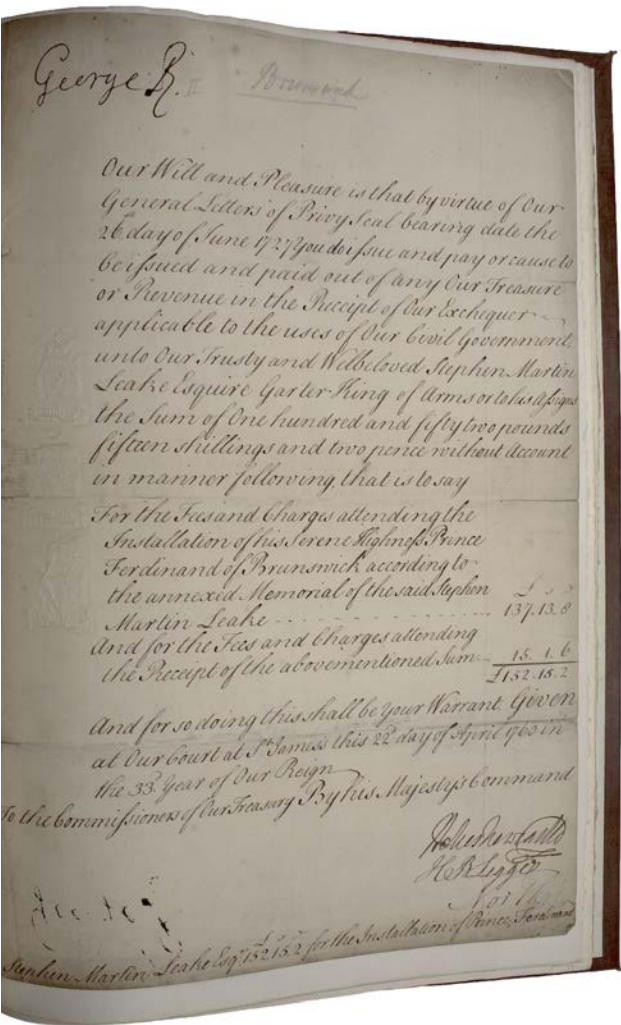 George R. II Brunswick
Our Will and Pleasure is that by virtue of Our
General Letters of Privy Seal bearing date the
26th day of June 1727 You do issue and pay or cause to
be issued and paid out of any Our Treasure
or Revenue in the Receipt of Our Exchequer
applicable to the uses of Our Civil Government,
unto Our Trusty and Welbeloved Stephen Martin
Leake Esquire Garter King of Arms or to his Assigns
the Sum of One hundred and fifty two pounds
fifteen shillings and two pence without Account
in manner following, that is to say
For the Fees and Charges attending the
Installation of his Serene Highness Prince
Ferdinand of Brunswick according to
the annexed Memorial of the said Stephen £ s d
Martin Leake - - - - - - - - - - 137. 13. 8
And for the Fees and Charges attending
the Receipt of the abovementioned Sum - - 15. 1. 6
£152. 15. 2
And for so doing this shall be Your Warrant. Given
at Our Court at St. James's this 22d day of April 1760 in
the 33d Year of Our Reign
To the Commissioners of Our Treasury By his Majesty's Command
Holles Newcastle
H B Legge
Stephen Martin Leake Esqr. £ s d 152. 15. 2 for the Installation of Prince Ferdinand